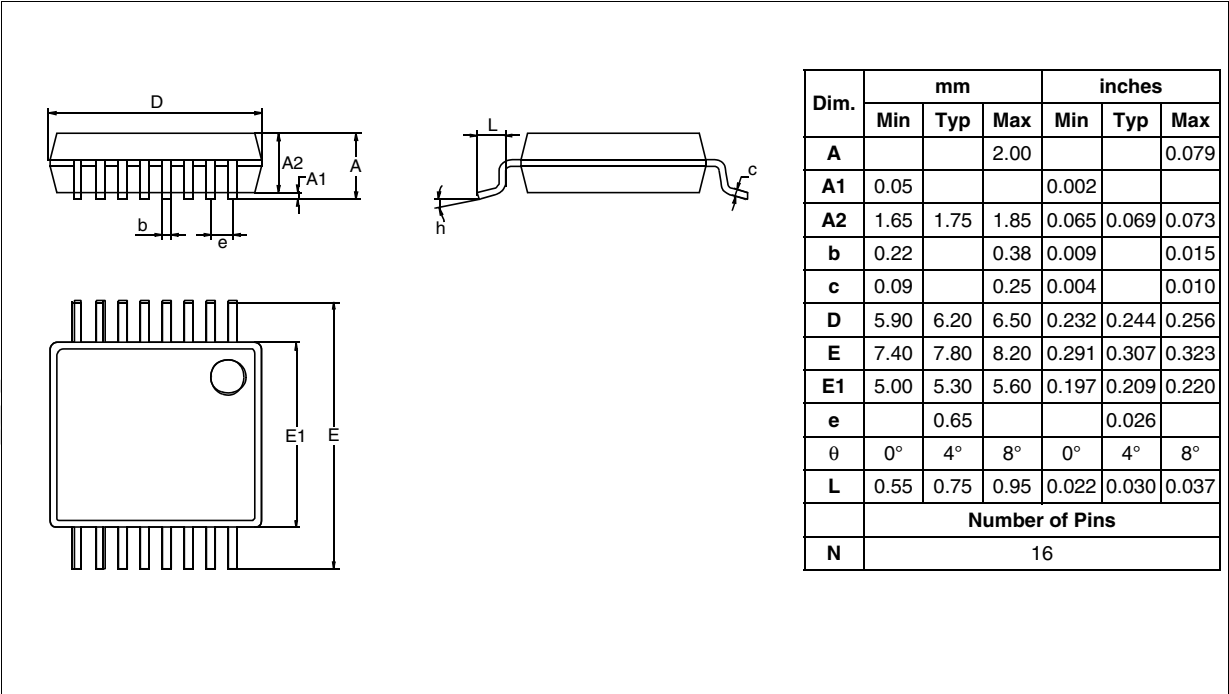 D
A2
A
A1
b
e
L
c
h
E1
E
Dim. mm inches
Min Typ Max Min Typ Max
A 2.00 0.079
A1 0.05 0.002
A2 1.65 1.75 1.85 0.065 0.069 0.073
b 0.22 0.38 0.009 0.015
c 0.09 0.25 0.004 0.010
D 5.90 6.20 6.50 0.232 0.244 0.256
E 7.40 7.80 8.20 0.291 0.307 0.323
E1 5.00 5.30 5.60 0.197 0.209 0.220
e 0.65 0.026
θ 0° 4° 8° 0° 4° 8°
L 0.55 0.75 0.95 0.022 0.030 0.037
Number of Pins
N 16